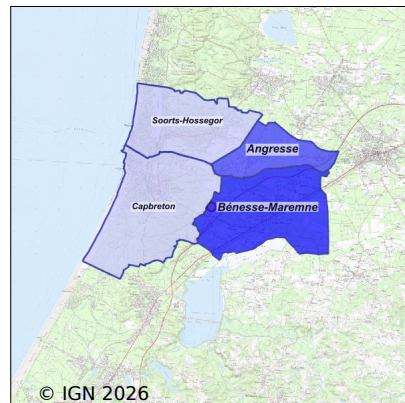 Soorts-Hossegor
Angresse
Capbreton
Bénesse-Maremne
© IGN 2026